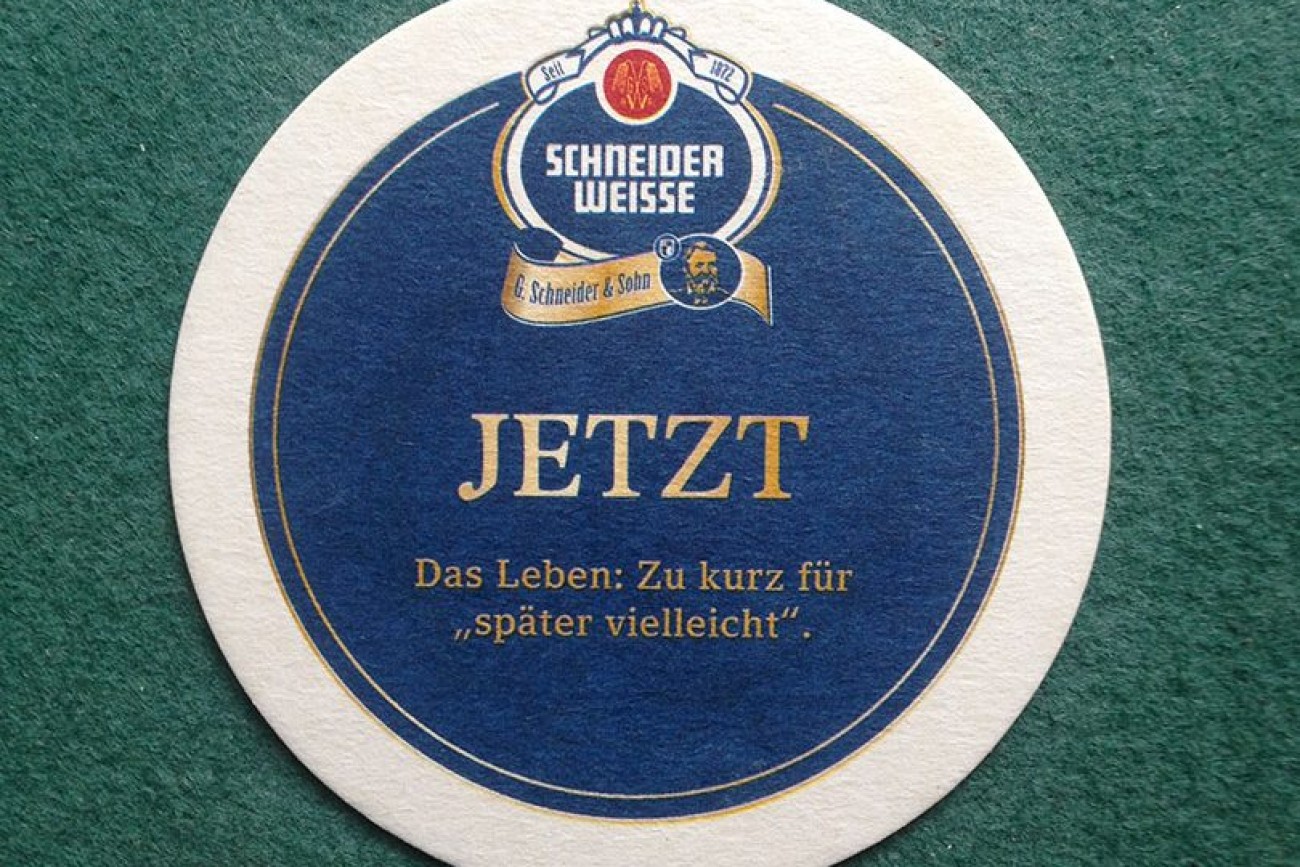 Seit 1872
SCHNEIDER
WEISSE
G. Schneider & Sohn
JETZT
Das Leben: Zu kurz für
„später vielleicht“.